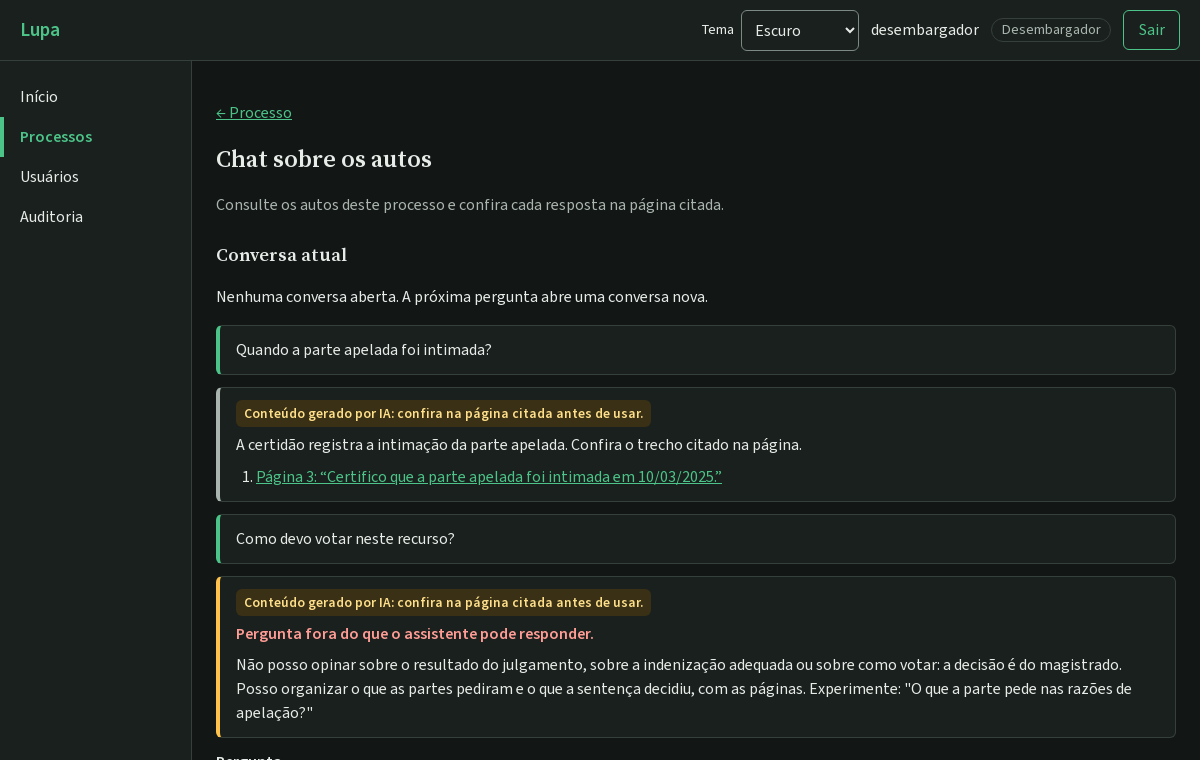 Lupa
Tema
Escuro
desembargador
Desembargador
Sair
Início
Processos
Usuários
Auditoria
← Processo
Chat sobre os autos
Consulte os autos deste processo e confira cada resposta na página citada.
Conversa atual
Nenhuma conversa aberta. A próxima pergunta abre uma conversa nova.
Quando a parte apelada foi intimada?
Conteúdo gerado por IA: confira na página citada antes de usar.
A certidão registra a intimação da parte apelada. Confira o trecho citado na página.
1. Página 3: “Certifico que a parte apelada foi intimada em 10/03/2025.”
Como devo votar neste recurso?
Conteúdo gerado por IA: confira na página citada antes de usar.
Pergunta fora do que o assistente pode responder.
Não posso opinar sobre o resultado do julgamento, sobre a indenização adequada ou sobre como votar: a decisão é do magistrado.
Posso organizar o que as partes pediram e o que a sentença decidiu, com as páginas. Experimente: "O que a parte pede nas razões de
apelação?"